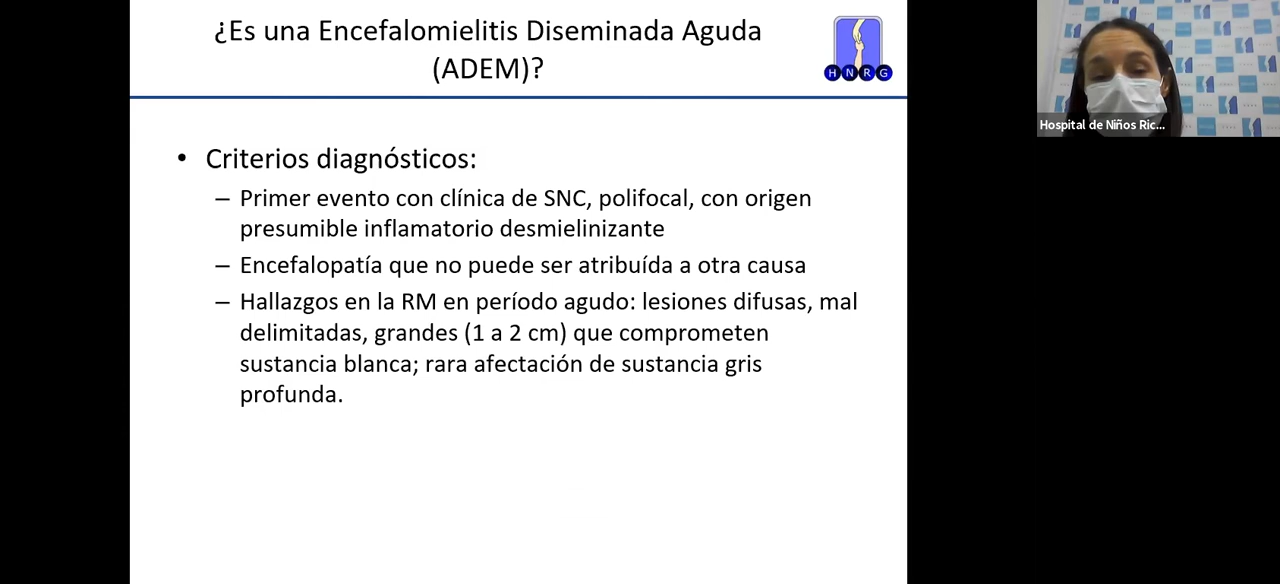 ¿Es una Encefalomielitis Diseminada Aguda
(ADEM)?
H N R G
• Criterios diagnósticos:
– Primer evento con clínica de SNC, polifocal, con origen
presumible inflamatorio desmielinizante
– Encefalopatía que no puede ser atribuída a otra causa
– Hallazgos en la RM en período agudo: lesiones difusas, mal
delimitadas, grandes (1 a 2 cm) que comprometen
sustancia blanca; rara afectación de sustancia gris
profunda.
Hospital de Niños Ric...